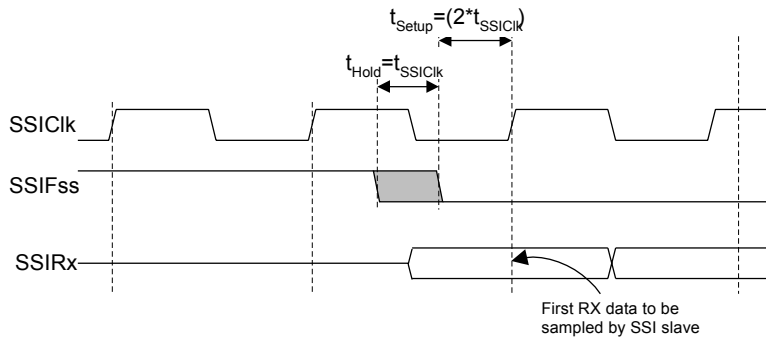 tSetup=(2*tSSIClk)
tHold=tSSIClk
SSIClk
SSIFss
SSIRx
First RX data to be
sampled by SSI slave